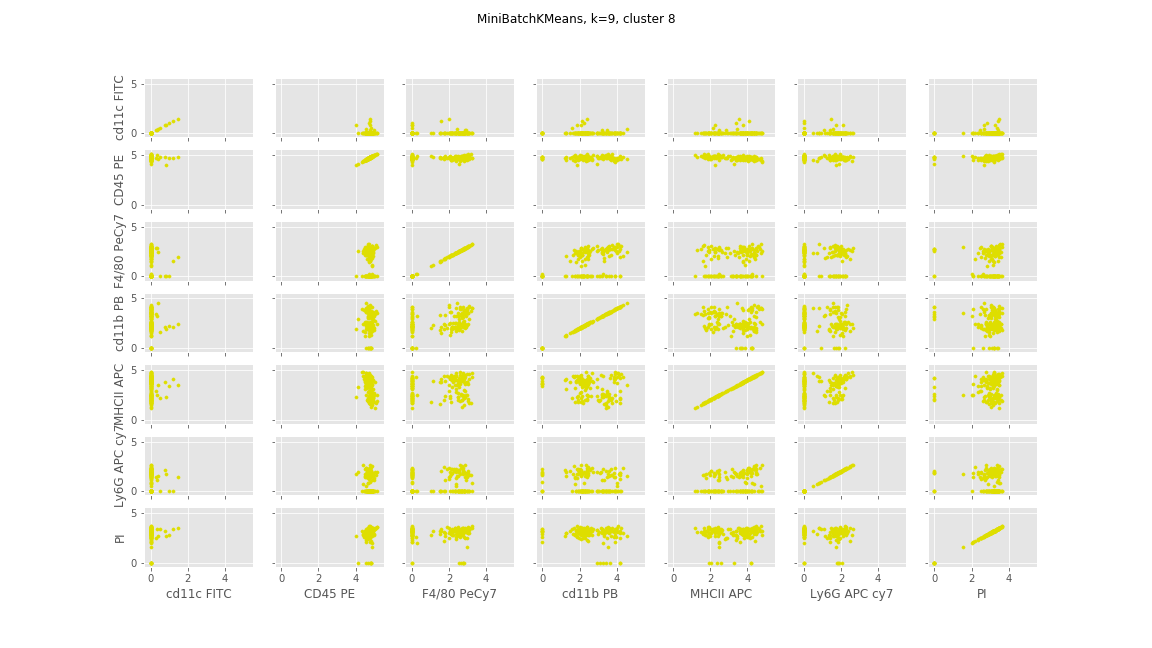 MiniBatchKMeans, k=9, cluster 8
cd11c FITC
5
0
CD45 PE
5
0
F4/80 PeCy7
5
0
cd11b PB
5
0
MHCII APC
5
0
Ly6G APC cy7
5
0
PI
5
0
0 2 4 0 2 4 0 2 4 0 2 4 0 2 4 0 2 4 0 2 4
cd11c FITC CD45 PE F4/80 PeCy7 cd11b PB MHCII APC Ly6G APC cy7 PI